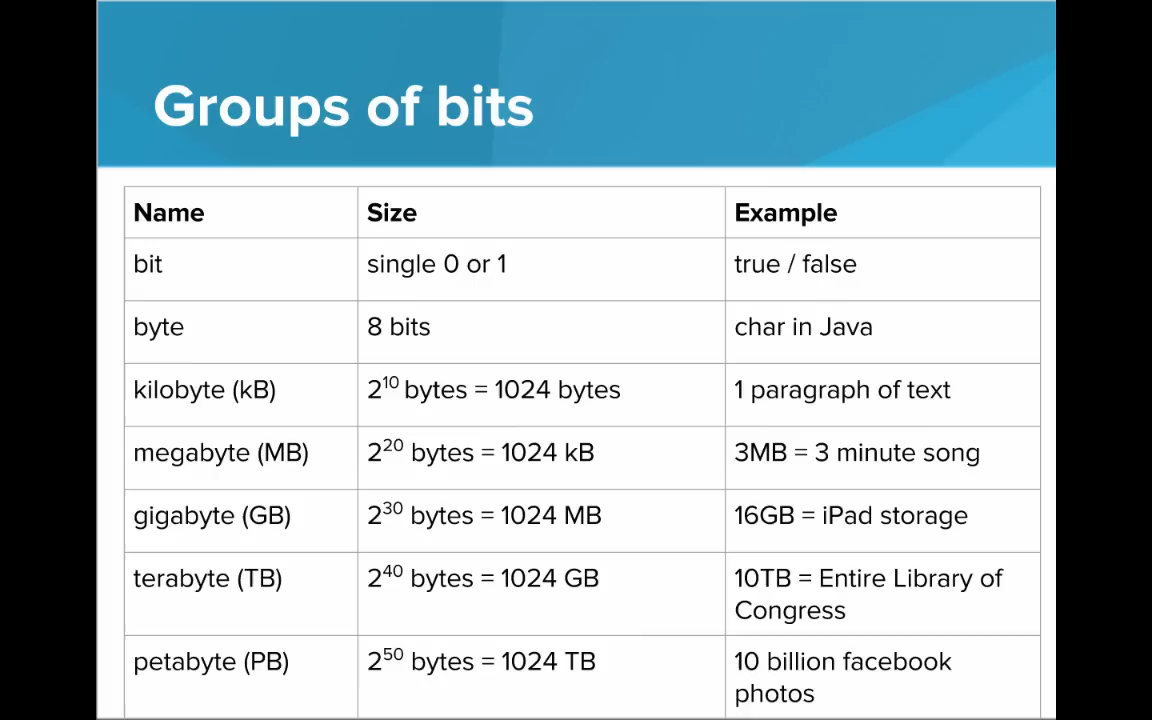 Groups of bits
Name Size Example
bit single 0 or 1 true / false
byte 8 bits char in Java
kilobyte (kB) 2¹⁰ bytes = 1024 bytes 1 paragraph of text
megabyte (MB) 2²⁰ bytes = 1024 kB 3MB = 3 minute song
gigabyte (GB) 2³⁰ bytes = 1024 MB 16GB = iPad storage
terabyte (TB) 2⁴⁰ bytes = 1024 GB 10TB = Entire Library of
Congress
petabyte (PB) 2⁵⁰ bytes = 1024 TB 10 billion facebook
photos